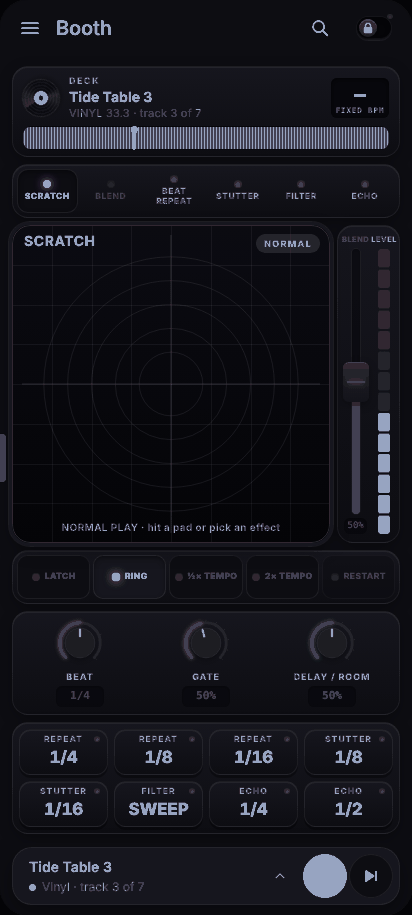 Booth
DECK
Tide Table 3
VINYL 33.3 · track 3 of 7
–
FIXED BPM
SCRATCH
BLEND
BEAT
REPEAT
STUTTER
FILTER
ECHO
SCRATCH
NORMAL
BLEND
LEVEL
NORMAL PLAY · hit a pad or pick an effect
50%
LATCH
RING
½x TEMPO
2x TEMPO
RESTART
BEAT
GATE
DELAY / ROOM
1/4
50%
50%
REPEAT
1/4
REPEAT
1/8
REPEAT
1/16
STUTTER
1/8
STUTTER
1/16
FILTER
SWEEP
ECHO
1/4
ECHO
1/2
Tide Table 3
Vinyl · track 3 of 7